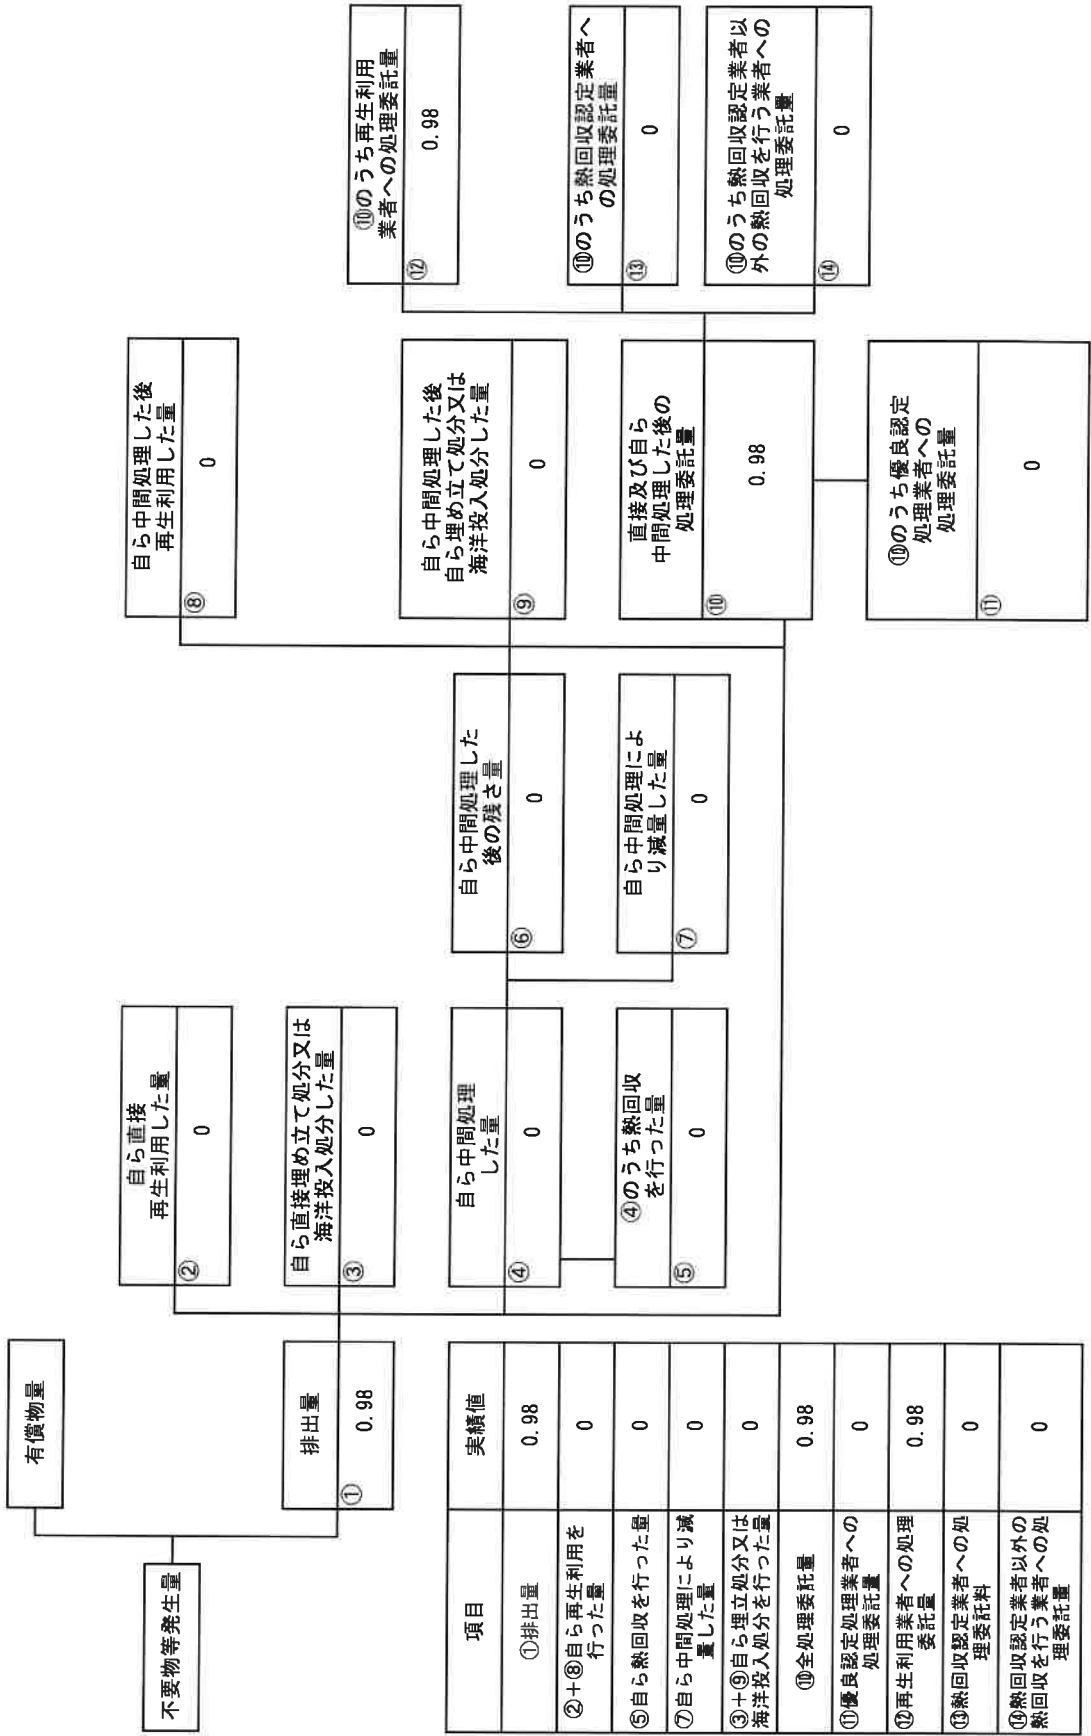 不要物等発生量
有償物量
排出量
①
0.98
自ら直接
再生利用した量
②
0
自ら直接埋め立て処分又は
海洋投入処分した量
③
0
自ら中間処理
した量
④
0
④のうち熱回収
を行った量
⑤
0
自ら中間処理した
後の残さ量
⑥
0
自ら中間処理によ
り減量した量
⑦
0
自ら中間処理した後
再生利用した量
⑧
0
自ら中間処理した後
自ら埋め立て処分又は
海洋投入処分した量
⑨
0
直接及び自ら
中間処理した後の
処理委託量
⑩
0.98
⑩のうち優良認定
処理業者への
処理委託量
⑪
0
⑩のうち再生利用
業者への処理委託量
⑫
0.98
⑩のうち熱回収認定業者へ
の処理委託量
⑬
0
⑩のうち熱回収認定業者以
外の熱回収を行う業者への
処理委託量
⑭
0
項目 実績値
①排出量 0.98
②+⑧自ら再生利用を
行った量
0
⑤自ら熱回収を行った量 0
⑦自ら中間処理により減
量した量
0
③+⑨自ら埋立処分又は
海洋投入処分を行った量
0
⑩全処理委託量 0.98
⑪優良認定処理業者への
処理委託量
0
⑫再生利用業者への処理
委託量
0.98
⑬熱回収認定業者への処
理委託料
0
⑭熱回収認定業者以外の
熱回収を行う業者への処
理委託量
0